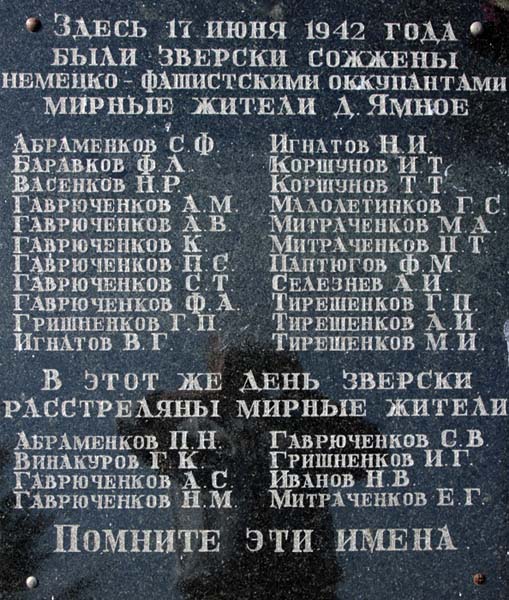 Здесь 17 июня 1942 года
были зверски сожжены
немецко-фашистскими оккупантами
мирные жители д. Ямное
Абраменков С.Ф
Баравков Ф.Л.
Васенков Н.Р.
Гаврюченков А.М
Гаврюченков А.В.
Гаврюченков К.
Гаврюченков П.С.
Гаврюченков С.Т
Гаврюченков Ф.А.
Гришненков Г.П.
Игнатов В.Г.
Игнатов Н.И.
Коршунов И.Т.
Коршунов Т.Т.
Малолетинков Г.С.
Митраченков М.А.
Митраченков П.Т
Паптюгов Ф.М.
Селезнев А.И.
Тирешенков Г.П.
Тирешенков А.И.
Тирешенков М.И.
В этот же день зверски
расстреляны мирные жители
Абраменков П.Н.
Винакуров Г.К.
Гаврюченков А.С.
Гаврюченков Н.М.
Гаврюченков С.В.
Гришненков И.Г.
Иванов Н.В.
Митраченков Е.Г.
Помните эти имена